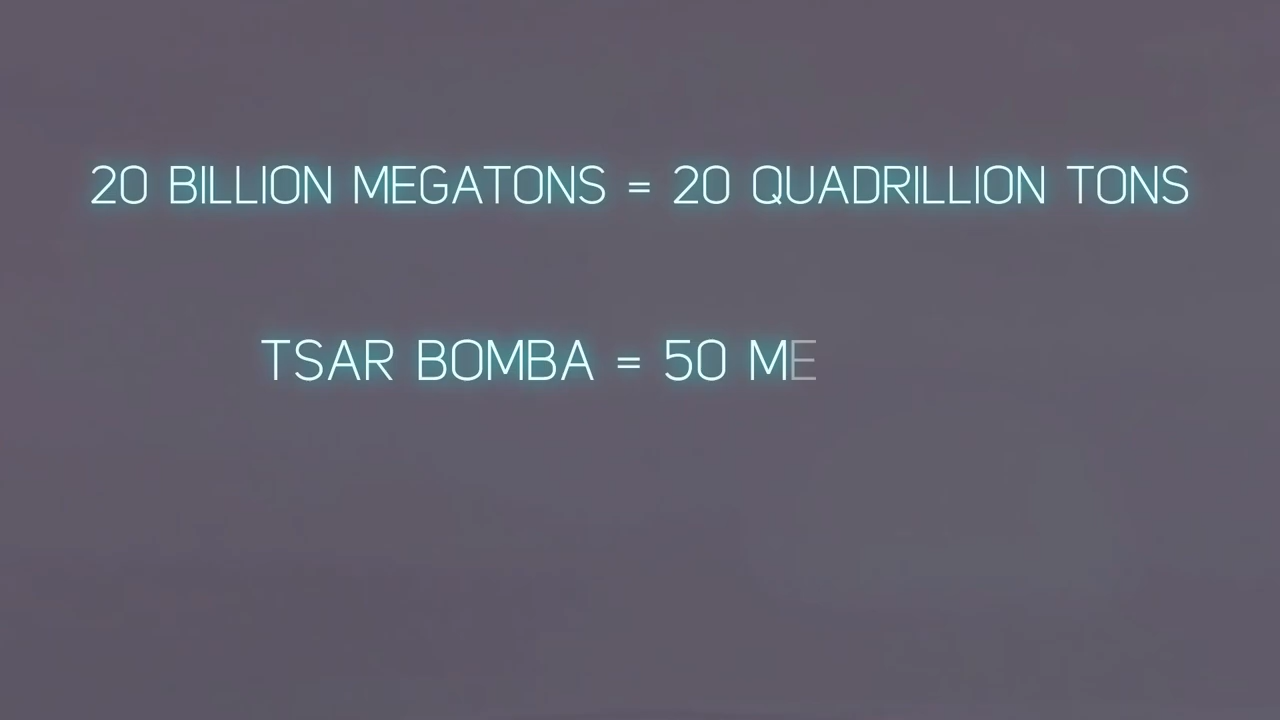 20 BILLION MEGATONS = 20 QUADRILLION TONS
TSAR BOMBA = 50 ME